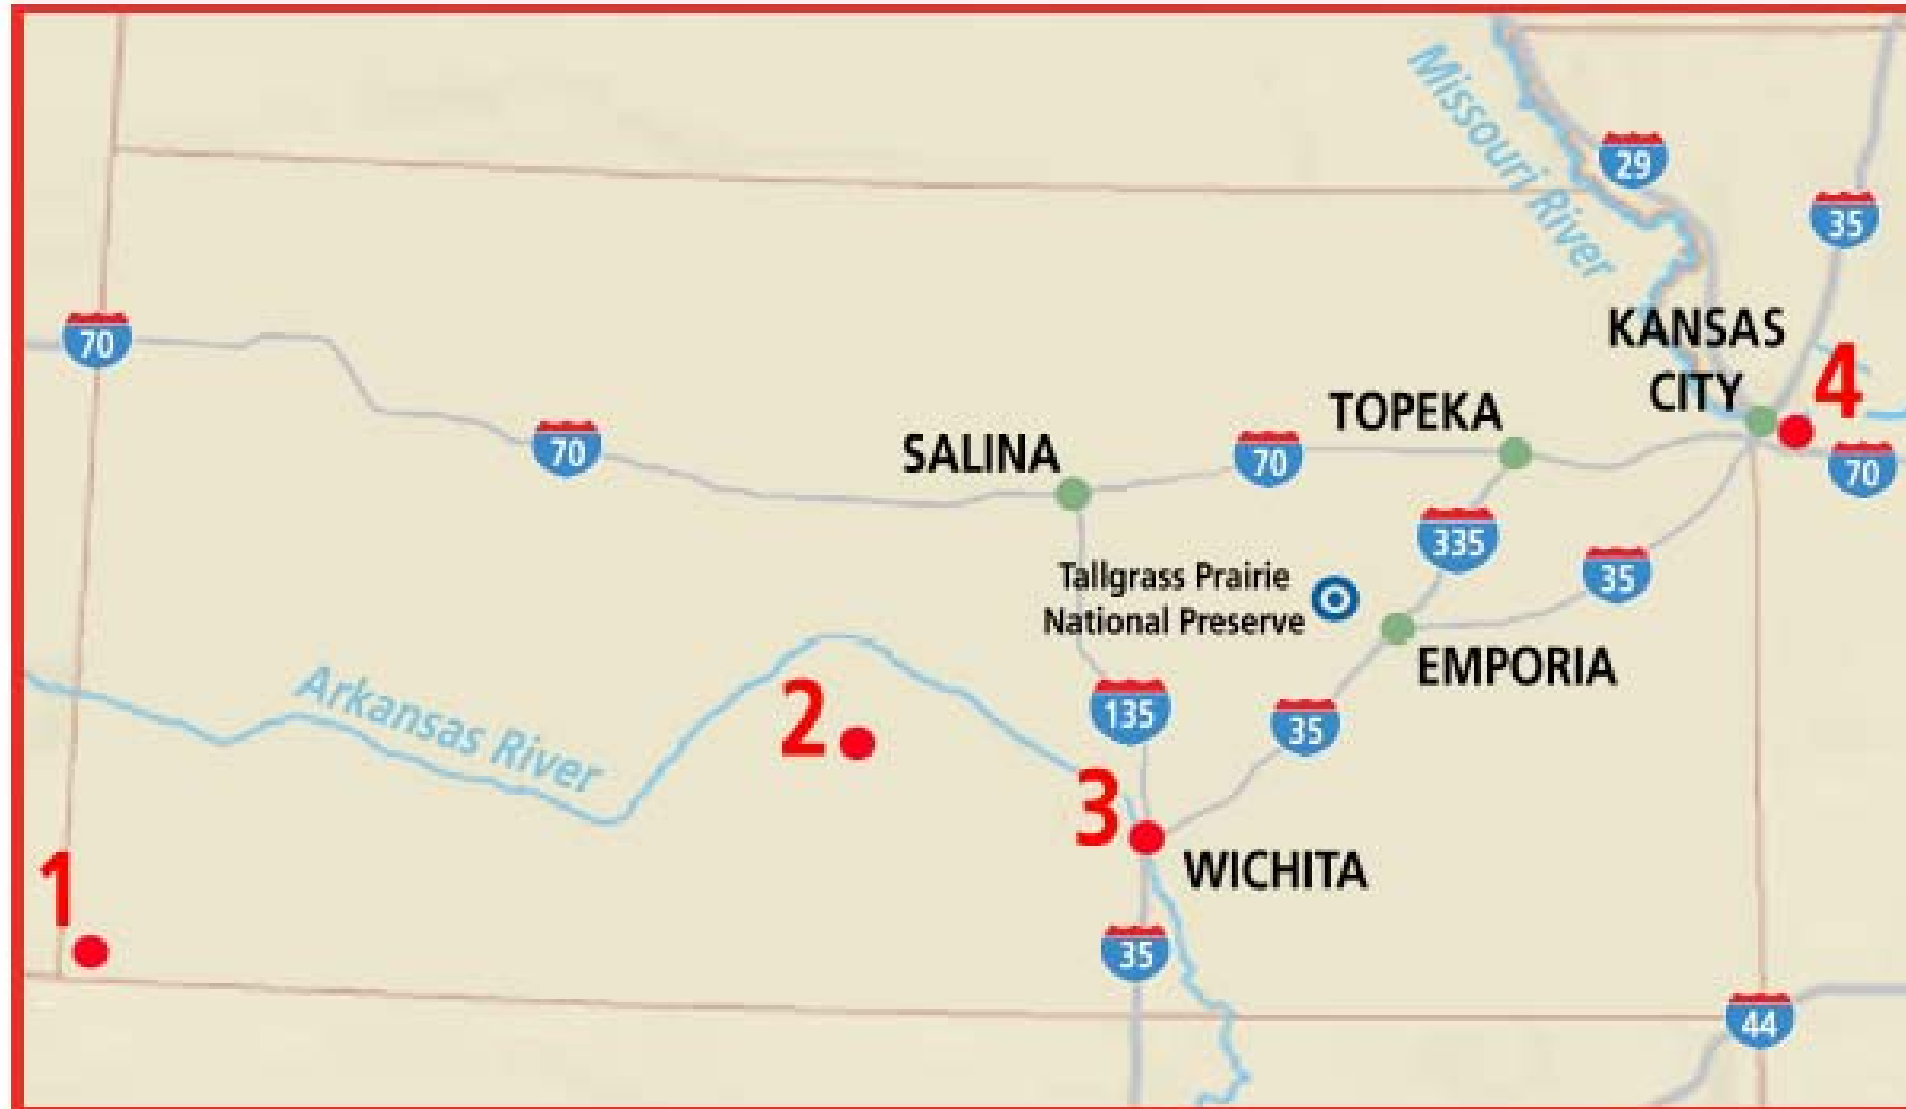 Missouri River
29
35
KANSAS
CITY
4
70
70
TOPEKA
SALINA
70
70
335
35
Tallgrass Prairie
National Preserve
EMPORIA
Arkansas River
2
135
35
3
WICHITA
1
35
44